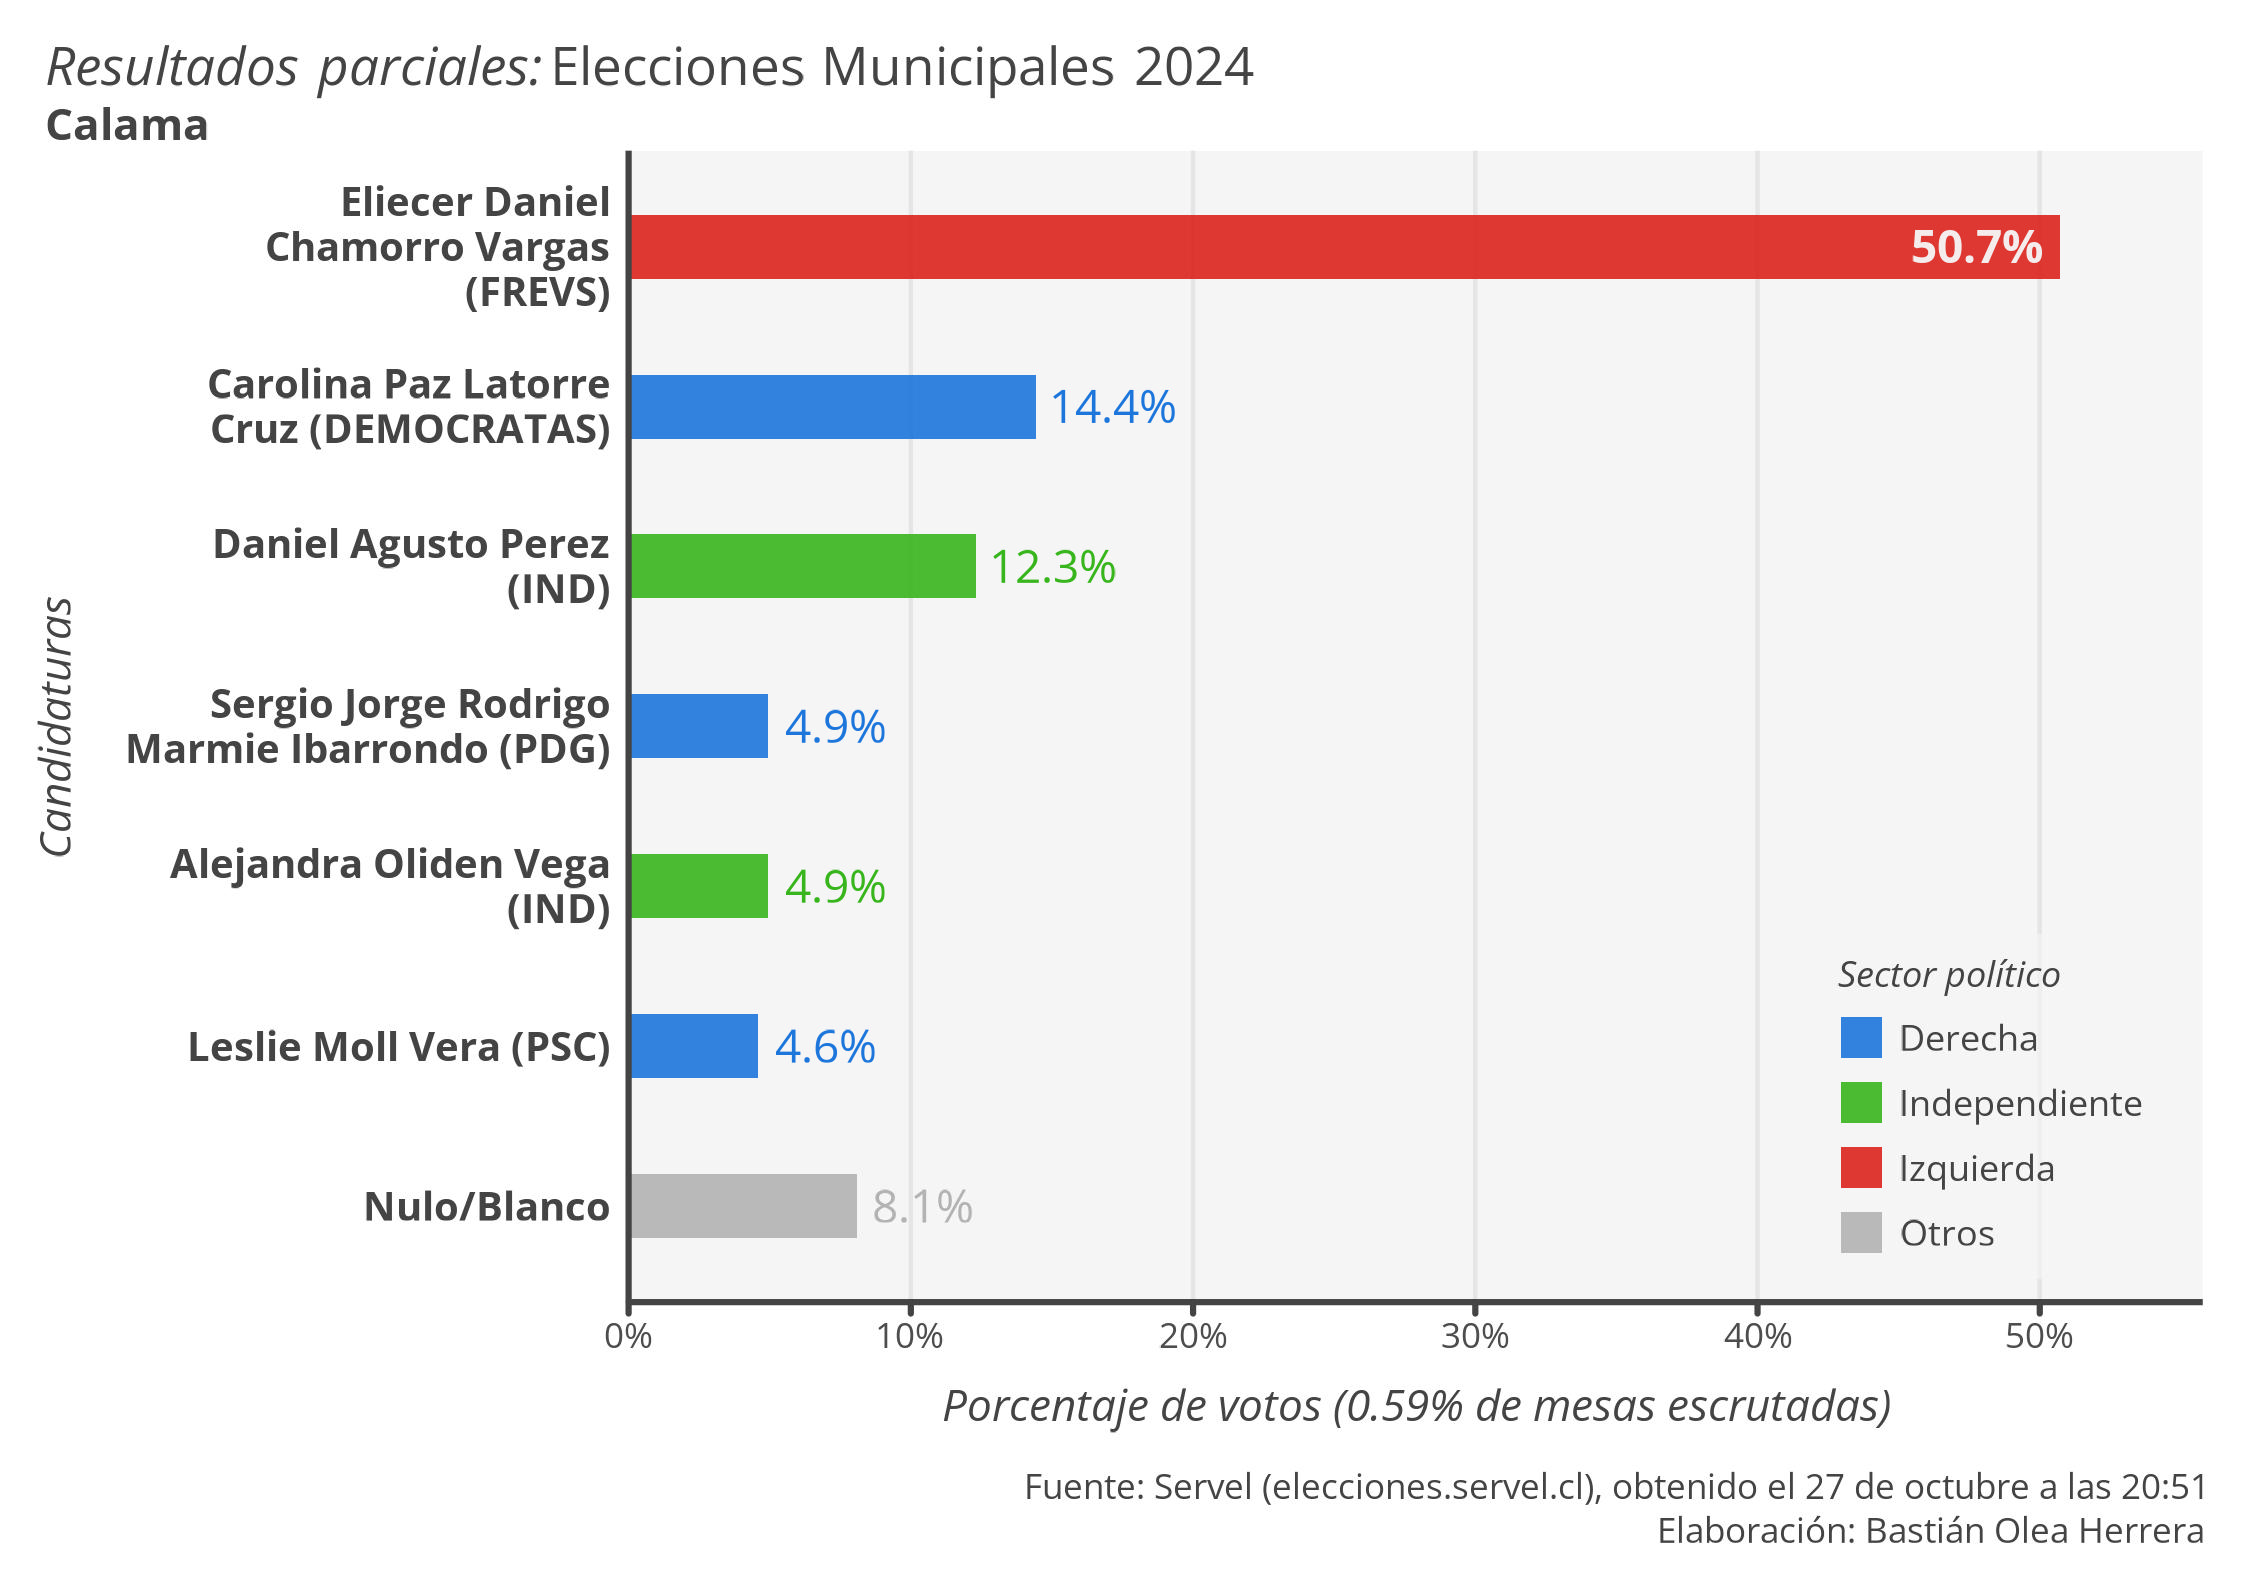 Resultados parciales: Elecciones Municipales 2024
Calama
Candidaturas
Eliecer Daniel
Chamorro Vargas
(FREVS)
50.7%
Carolina Paz Latorre
Cruz (DEMOCRATAS)
14.4%
Daniel Agusto Perez
(IND)
12.3%
Sergio Jorge Rodrigo
Marmie Ibarrondo (PDG)
4.9%
Alejandra Oliden Vega
(IND)
4.9%
Leslie Moll Vera (PSC)
4.6%
Nulo/Blanco
8.1%
Sector político
Derecha
Independiente
Izquierda
Otros
0% 10% 20% 30% 40% 50%
Porcentaje de votos (0.59% de mesas escrutadas)
Fuente: Servel (elecciones.servel.cl), obtenido el 27 de octubre a las 20:51
Elaboración: Bastián Olea Herrera